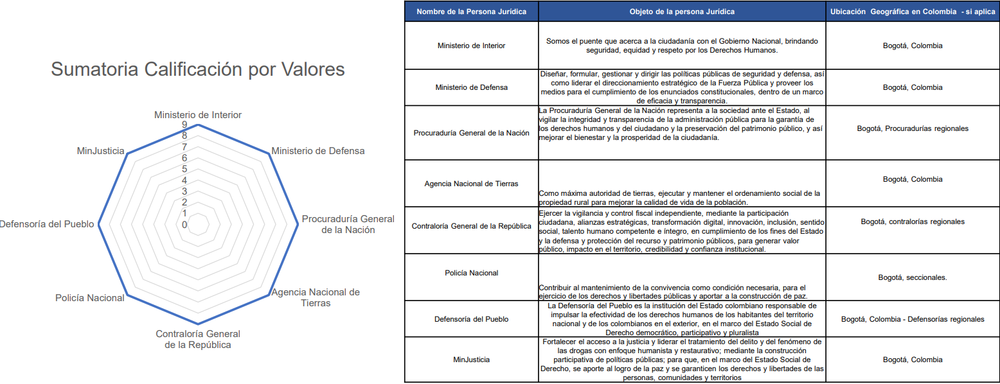 Sumatoria Calificación por Valores
Ministerio de Interior
9
8
7
6
5
4
3
2
1
0
Ministerio de Defensa
Procuraduría General
de la Nación
Agencia Nacional de
Tierras
Contraloría General
de la República
Policía Nacional
Defensoría del Pueblo
MinJusticia
Nombre de la Persona Jurídica
Objeto de la persona Jurídica
Ubicación Geográfica en Colombia - si aplica
Ministerio de Interior
Somos el puente que acerca a la ciudadanía con el Gobierno Nacional, brindando
seguridad, equidad y respeto por los Derechos Humanos.
Bogotá, Colombia
Ministerio de Defensa
Diseñar, formular, gestionar y dirigir las políticas públicas de seguridad y defensa, así
como liderar el direccionamiento estratégico de la Fuerza Pública y proveer los
medios para el cumplimiento de los enunciados constitucionales, dentro de un marco
de eficacia y transparencia.
Bogotá, Colombia
Procuraduría General de la Nación
La Procuraduría General de la Nación representa a la sociedad ante el Estado, al
vigilar la integridad y transparencia de la administración pública para la garantía de
los derechos humanos y del ciudadano y la preservación del patrimonio público, y así
mejorar el bienestar y la prosperidad de la ciudadanía.
Bogotá, Procuradurías regionales
Agencia Nacional de Tierras
Como máxima autoridad de tierras, ejecutar y mantener el ordenamiento social de la
propiedad rural para mejorar la calidad de vida de la población.
Bogotá, Colombia
Contraloría General de la República
Ejercer la vigilancia y control fiscal independiente, mediante la participación
ciudadana, alianzas estratégicas, transformación digital, innovación, inclusión, sentido
social, talento humano competente e íntegro, en cumplimiento de los fines del Estado
y la defensa y protección del recurso y patrimonio públicos, para generar valor
público, impacto en el territorio, credibilidad y confianza institucional.
Bogotá, contralorías regionales
Policía Nacional
Contribuir al mantenimiento de la convivencia como condición necesaria, para el
ejercicio de los derechos y libertades públicas y aportar a la construcción de paz.
Bogotá, seccionales.
Defensoría del Pueblo
La Defensoría del Pueblo es la institución del Estado colombiano responsable de
impulsar la efectividad de los derechos humanos de los habitantes del territorio
nacional y de los colombianos en el exterior, en el marco del Estado Social de
Derecho democrático, participativo y pluralista
Bogotá, Colombia - Defensorías regionales
MinJusticia
Fortalecer el acceso a la justicia y liderar el tratamiento del delito y del fenómeno de
las drogas con enfoque humanista y restaurativo; mediante la construcción
participativa de políticas públicas; para que, en el marco del Estado Social de
Derecho, se aporte al logro de la paz y se garanticen los derechos y libertades de las
personas, comunidades y territorios
Bogotá, Colombia